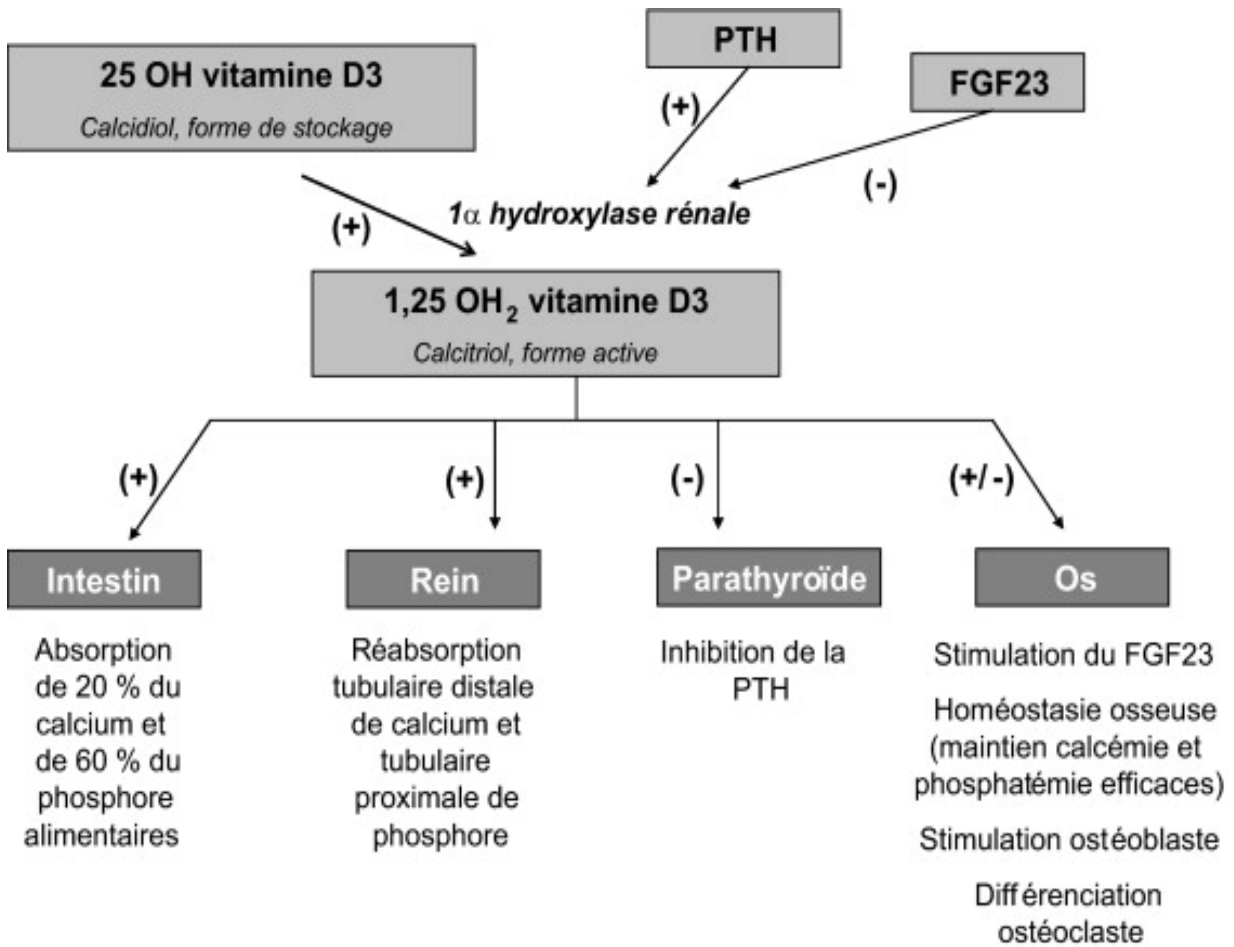 25 OH vitamine D3
Calcidiol, forme de stockage
PTH
FGF23
(+)
(-)
(+)
1α hydroxylase rénale
1,25 OH2 vitamine D3
Calcitriol, forme active
(+)
(+)
(-)
(+/-)
Intestin
Absorption
de 20 % du
calcium et
de 60 % du
phosphore
alimentaires
Rein
Réabsorption
tubulaire distale
de calcium et
tubulaire
proximale de
phosphore
Parathyroïde
Inhibition de la
PTH
Os
Stimulation du FGF23
Homéostasie osseuse
(maintien calcémie et
phosphatémie efficaces)
Stimulation ostéoblaste
Différenciation
ostéoclaste